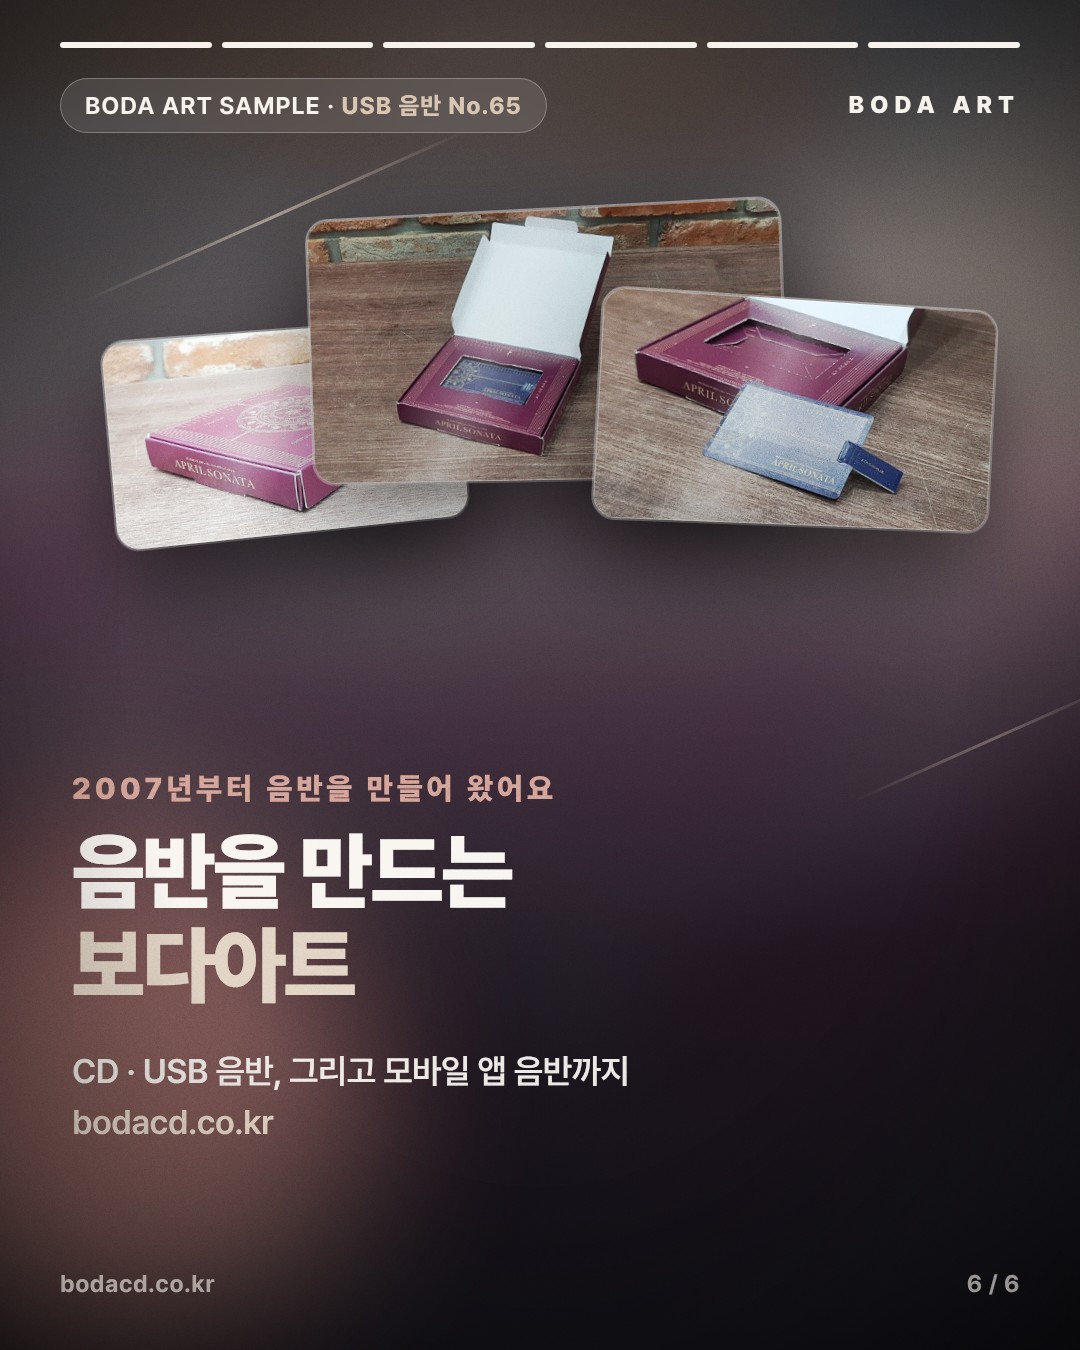 BODA ART SAMPLE · USB 음반 No.65
BODA ART
APRIL SONATA
APRIL SONATA
APRIL SONATA
2007년부터 음반을 만들어 왔어요
음반을 만드는
보다아트
CD · USB 음반, 그리고 모바일 앱 음반까지
bodacd.co.kr
bodacd.co.kr
6 / 6